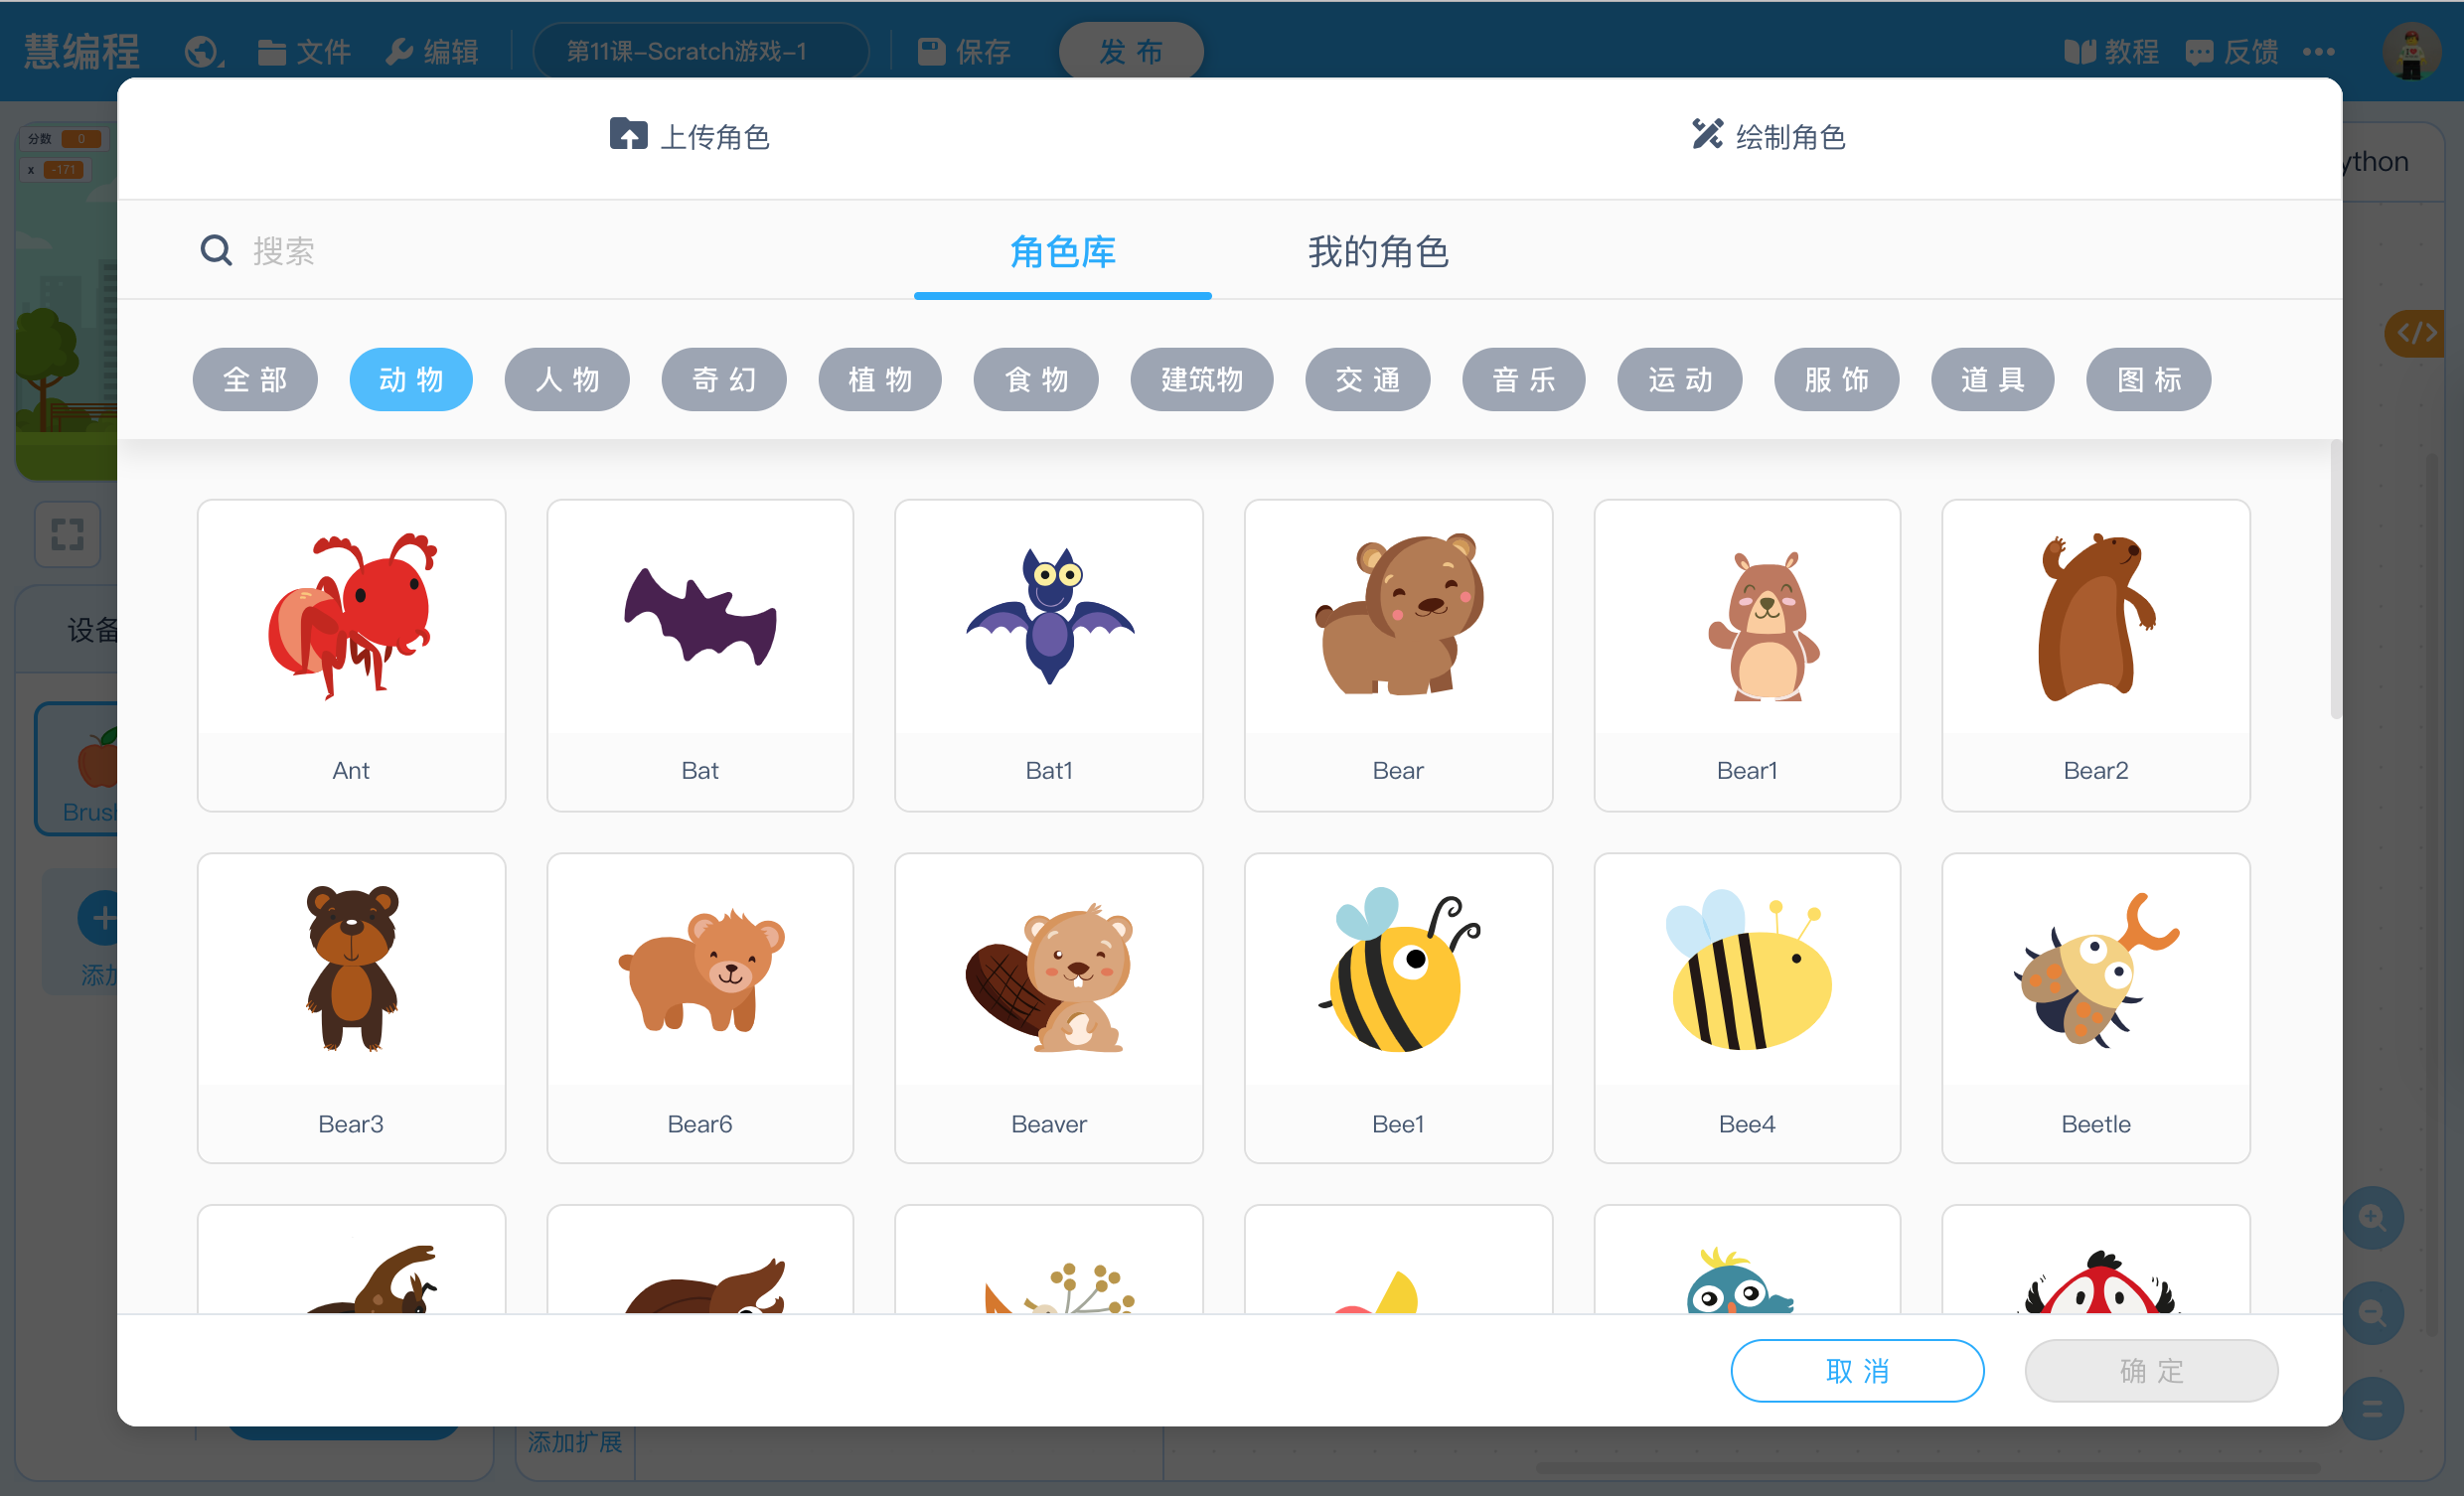 慧编程
文件
编辑
第11课-Scratch游戏-1
保存
发布
教程
反馈
分数 0
x -171
上传角色
绘制角色
ython
搜索
角色库
我的角色
全部
动物
人物
奇幻
植物
食物
建筑物
交通
音乐
运动
服饰
道具
图标
设备
Ant
Bat
Bat1
Bear
Bear1
Bear2
Brush
添加
Bear3
Bear6
Beaver
Bee1
Bee4
Beetle
取消
确定
添加扩展